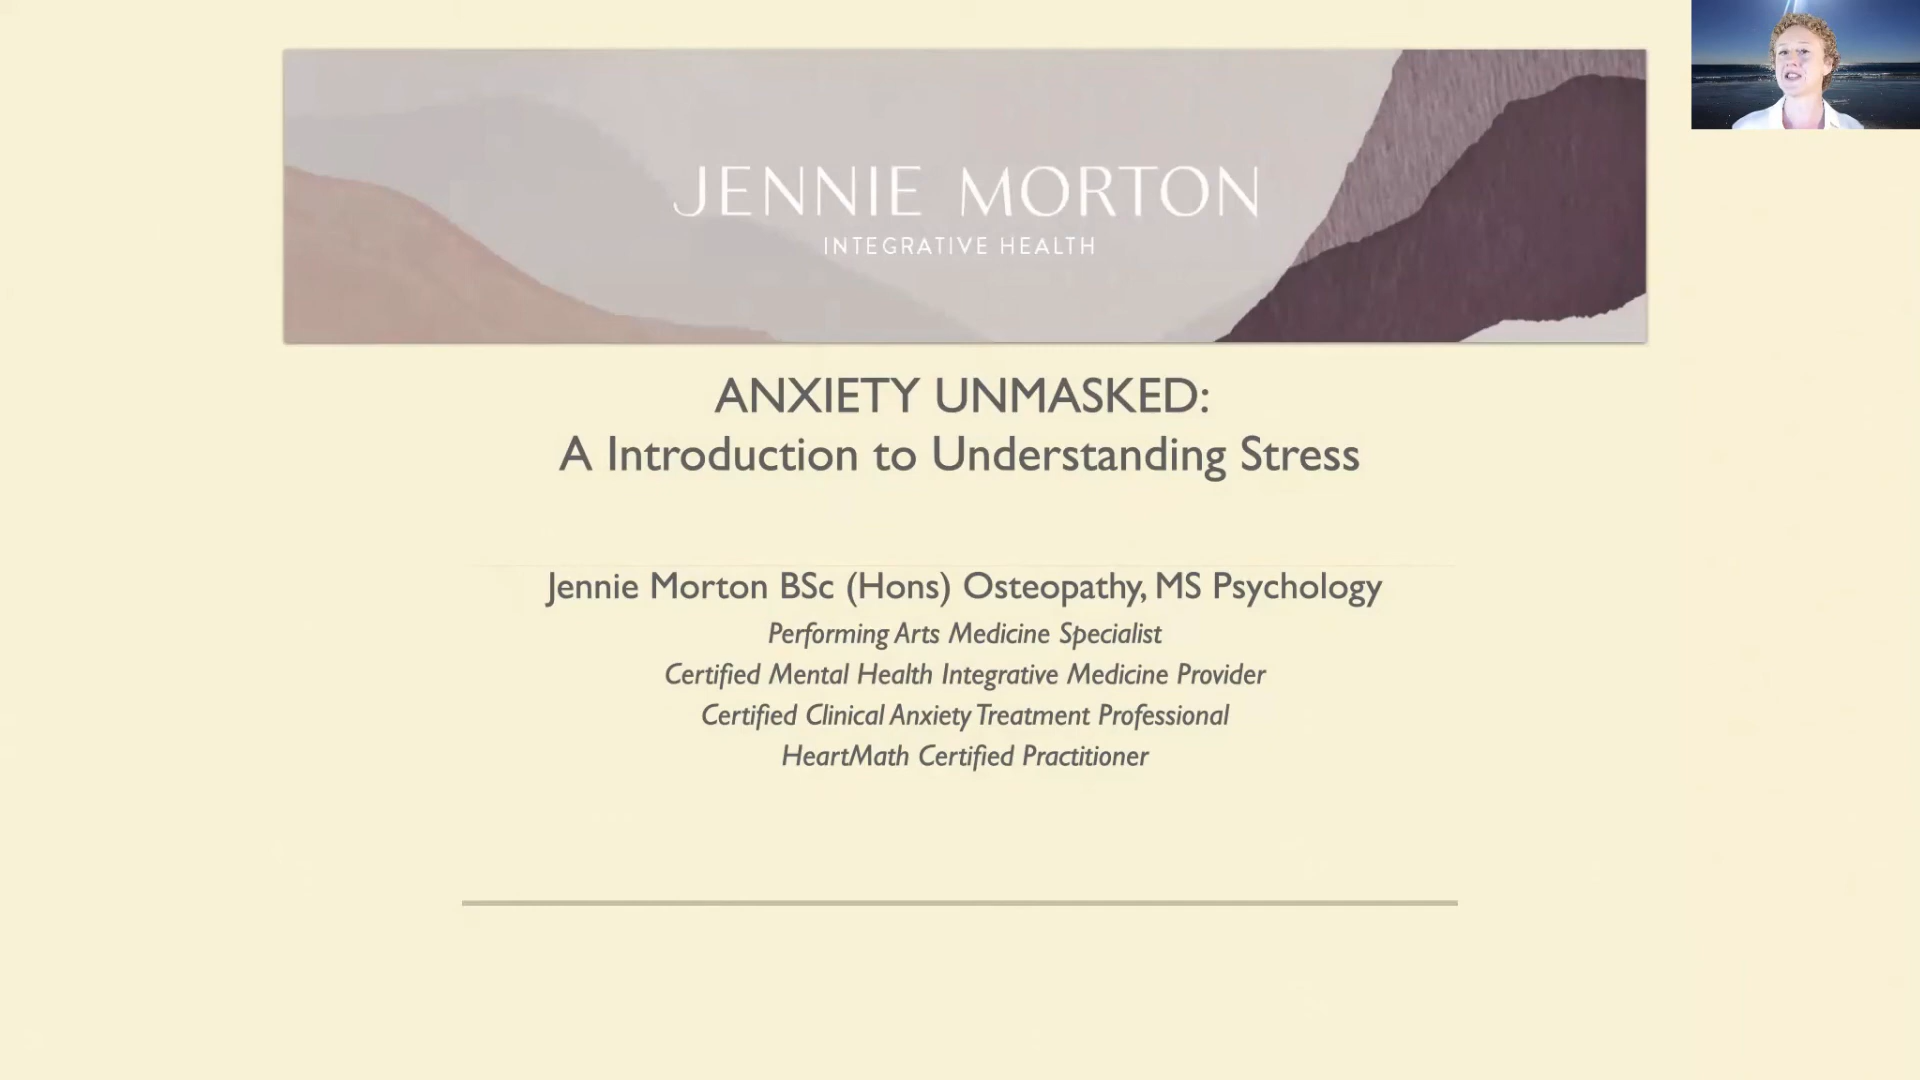 JENNIE MORTON
INTEGRATIVE HEALTH
ANXIETY UNMASKED:
A Introduction to Understanding Stress
Jennie Morton BSc (Hons) Osteopathy, MS Psychology
Performing Arts Medicine Specialist
Certified Mental Health Integrative Medicine Provider
Certified Clinical Anxiety Treatment Professional
HeartMath Certified Practitioner